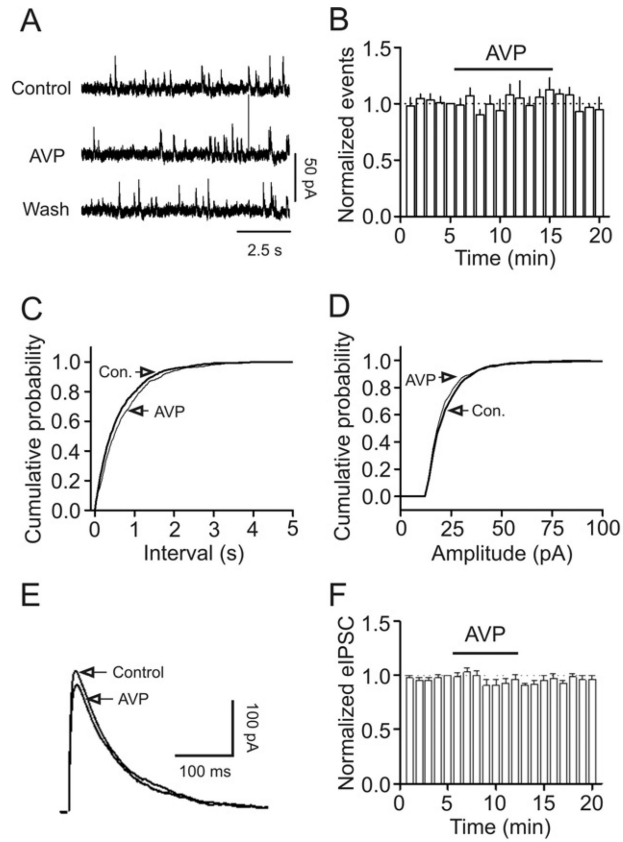 A
Control
AVP
Wash
50 pA
2.5 s
B
Normalized events
1.5
1.0
0.5
0.0
AVP
0 5 10 15 20
Time (min)
C
Cumulative probability
1.0
0.8
0.6
0.4
0.2
0.0
Con.
AVP
0 1 2 3 4 5
Interval (s)
D
Cumulative probability
1.0
0.8
0.6
0.4
0.2
0.0
AVP
Con.
0 25 50 75 100
Amplitude (pA)
E
Control
AVP
100 pA
100 ms
F
Normalized eIPSC
1.5
1.0
0.5
0.0
AVP
0 5 10 15 20
Time (min)